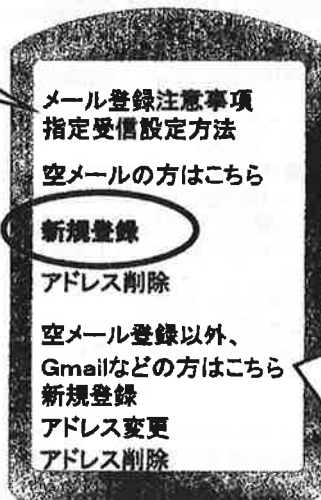 メール登録注意事項
指定受信設定方法
空メールの方はこちら
新規登録
アドレス削除
空メール登録以外、
Gmailなどの方はこちら
新規登録
アドレス変更
アドレス削除